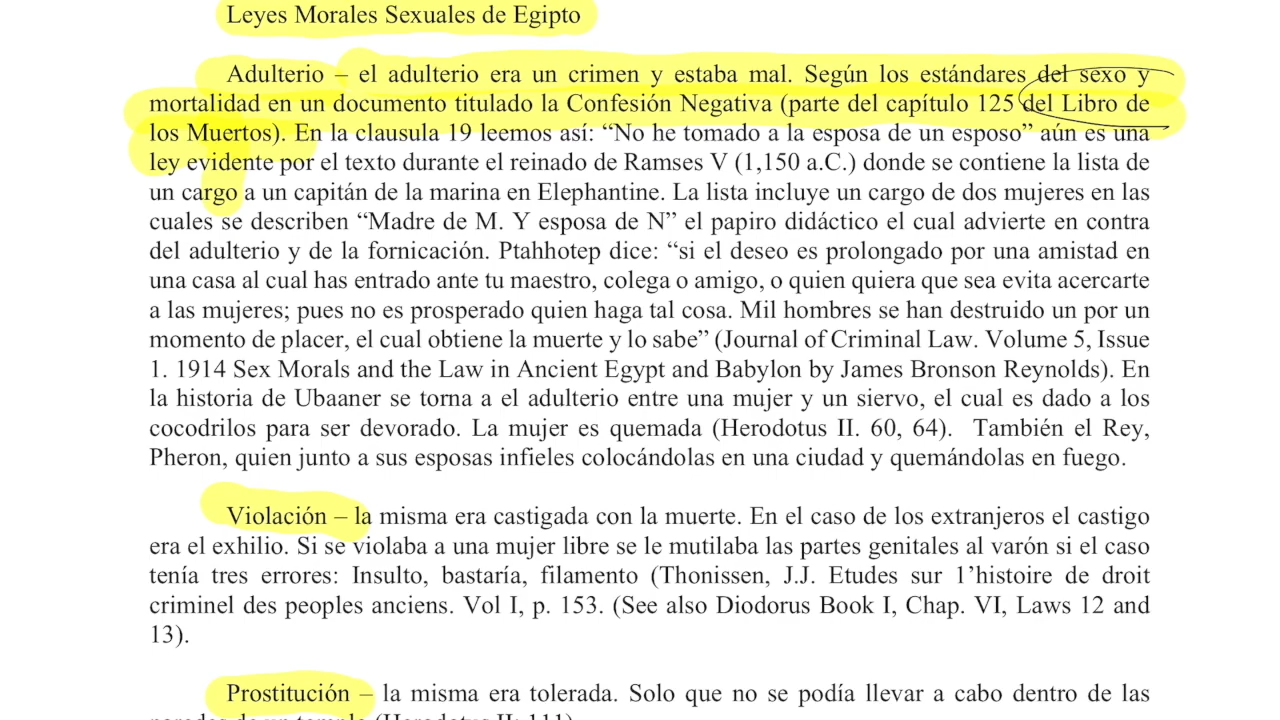 Leyes Morales Sexuales de Egipto
Adulterio – el adulterio era un crimen y estaba mal. Según los estándares del sexo y
mortalidad en un documento titulado la Confesión Negativa (parte del capítulo 125 del Libro de
los Muertos). En la clausula 19 leemos así: “No he tomado a la esposa de un esposo” aún es una
ley evidente por el texto durante el reinado de Ramses V (1,150 a.C.) donde se contiene la lista de
un cargo a un capitán de la marina en Elephantine. La lista incluye un cargo de dos mujeres en las
cuales se describen “Madre de M. Y esposa de N” el papiro didáctico el cual advierte en contra
del adulterio y de la fornicación. Ptahhotep dice: “si el deseo es prolongado por una amistad en
una casa al cual has entrado ante tu maestro, colega o amigo, o quien quiera que sea evita acercarte
a las mujeres; pues no es prosperado quien haga tal cosa. Mil hombres se han destruido un por un
momento de placer, el cual obtiene la muerte y lo sabe” (Journal of Criminal Law. Volume 5, Issue
1. 1914 Sex Morals and the Law in Ancient Egypt and Babylon by James Bronson Reynolds). En
la historia de Ubaaner se torna a el adulterio entre una mujer y un siervo, el cual es dado a los
cocodrilos para ser devorado. La mujer es quemada (Herodotus II. 60, 64).  También el Rey,
Pheron, quien junto a sus esposas infieles colocándolas en una ciudad y quemándolas en fuego.
Violación – la misma era castigada con la muerte. En el caso de los extranjeros el castigo
era el exhilio. Si se violaba a una mujer libre se le mutilaba las partes genitales al varón si el caso
tenía tres errores: Insulto, bastaría, filamento (Thonissen, J.J. Etudes sur 1’histoire de droit
criminel des peoples anciens. Vol I, p. 153. (See also Diodorus Book I, Chap. VI, Laws 12 and
13).
Prostitución – la misma era tolerada. Solo que no se podía llevar a cabo dentro de las
paredes de un templo (Herodotus II: 111).